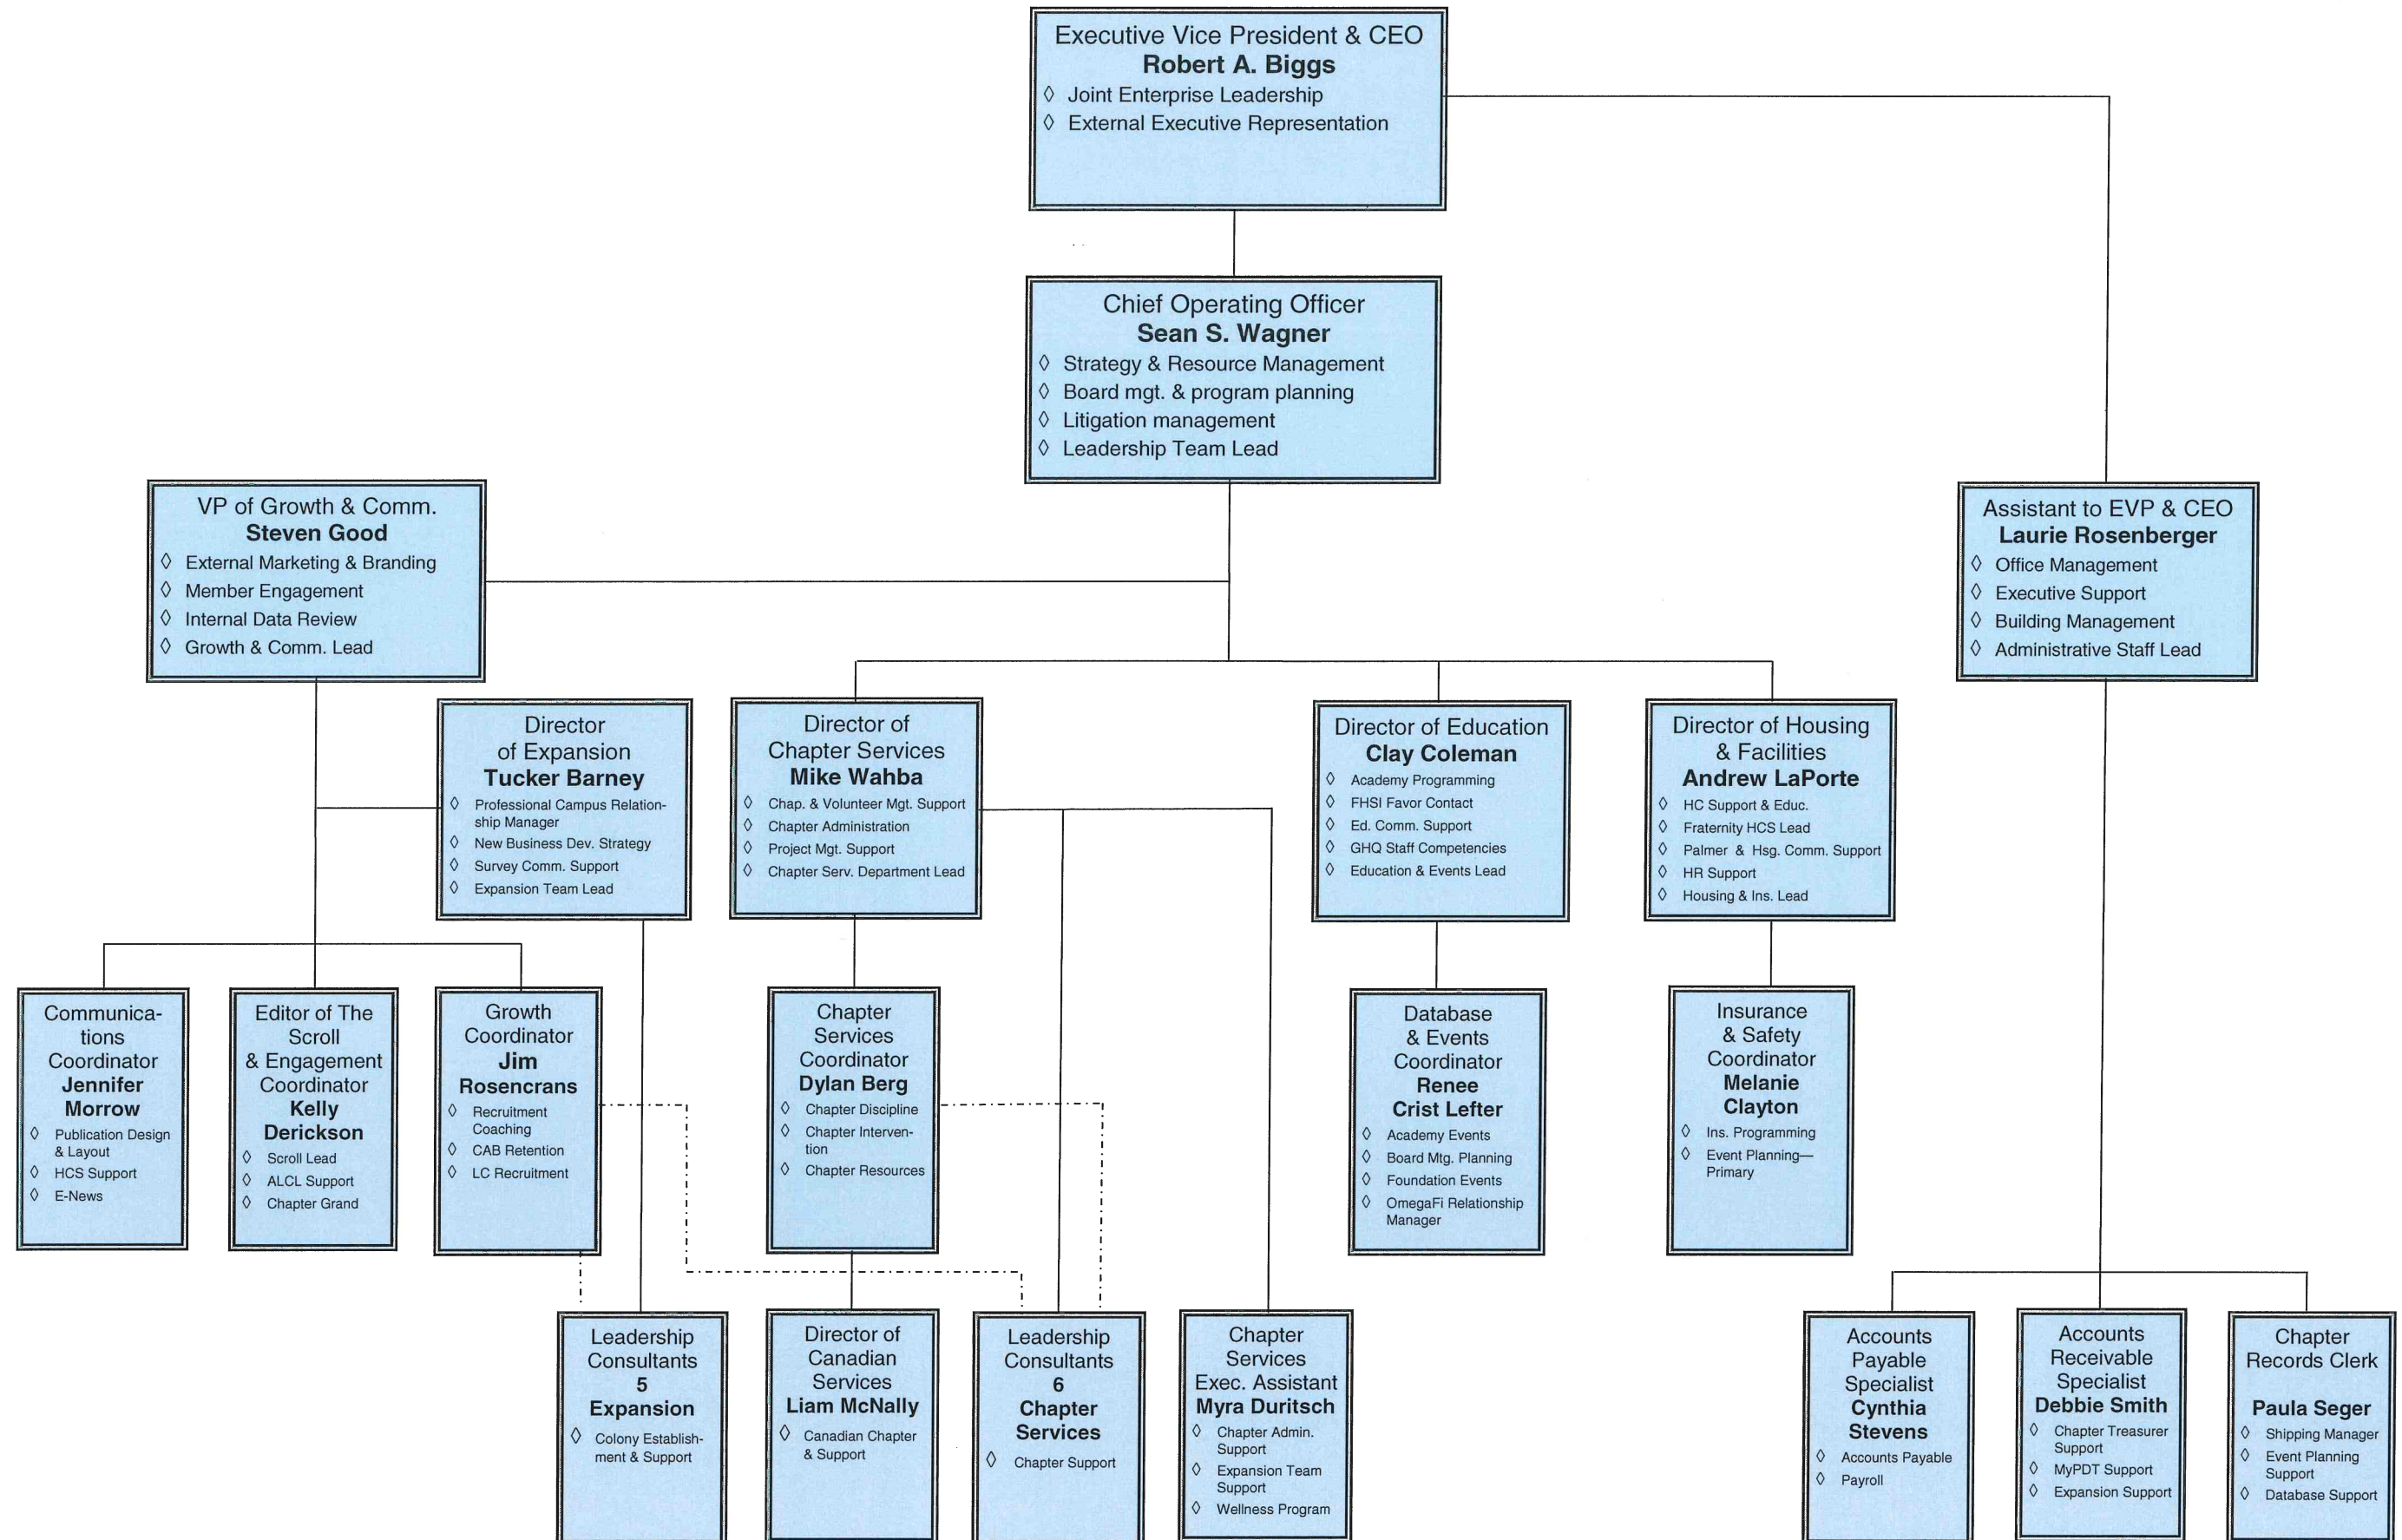 Executive Vice President & CEO
Robert A. Biggs
◊ Joint Enterprise Leadership
◊ External Executive Representation
Chief Operating Officer
Sean S. Wagner
◊ Strategy & Resource Management
◊ Board mgt. & program planning
◊ Litigation management
◊ Leadership Team Lead
VP of Growth & Comm.
Steven Good
◊ External Marketing & Branding
◊ Member Engagement
◊ Internal Data Review
◊ Growth & Comm. Lead
Assistant to EVP & CEO
Laurie Rosenberger
◊ Office Management
◊ Executive Support
◊ Building Management
◊ Administrative Staff Lead
Director
of Expansion
Tucker Barney
◊ Professional Campus Relation-
ship Manager
◊ New Business Dev. Strategy
◊ Survey Comm. Support
◊ Expansion Team Lead
Director of
Chapter Services
Mike Wahba
◊ Chap. & Volunteer Mgt. Support
◊ Chapter Administration
◊ Project Mgt. Support
◊ Chapter Serv. Department Lead
Director of Education
Clay Coleman
◊ Academy Programming
◊ FHSI Favor Contact
◊ Ed. Comm. Support
◊ GHQ Staff Competencies
◊ Education & Events Lead
Director of Housing
& Facilities
Andrew LaPorte
◊ HC Support & Educ.
◊ Fraternity HCS Lead
◊ Palmer & Hsg. Comm. Support
◊ HR Support
◊ Housing & Ins. Lead
Communica-
tions
Coordinator
Jennifer
Morrow
◊ Publication Design
& Layout
◊ HCS Support
◊ E-News
Editor of The
Scroll
& Engagement
Coordinator
Kelly
Derickson
◊ Scroll Lead
◊ ALCL Support
◊ Chapter Grand
Growth
Coordinator
Jim
Rosencrans
◊ Recruitment
Coaching
◊ CAB Retention
◊ LC Recruitment
Chapter
Services
Coordinator
Dylan Berg
◊ Chapter Discipline
◊ Chapter Interven-
tion
◊ Chapter Resources
Database
& Events
Coordinator
Renee
Crist Lefter
◊ Academy Events
◊ Board Mtg. Planning
◊ Foundation Events
◊ OmegaFi Relationship
Manager
Insurance
& Safety
Coordinator
Melanie
Clayton
◊ Ins. Programming
◊ Event Planning—
Primary
Leadership
Consultants
5
Expansion
◊ Colony Establish-
ment & Support
Director of
Canadian
Services
Liam McNally
◊ Canadian Chapter
& Support
Leadership
Consultants
6
Chapter
Services
◊ Chapter Support
Chapter
Services
Exec. Assistant
Myra Duritsch
◊ Chapter Admin.
Support
◊ Expansion Team
Support
◊ Wellness Program
Accounts
Payable
Specialist
Cynthia
Stevens
◊ Accounts Payable
◊ Payroll
Accounts
Receivable
Specialist
Debbie Smith
◊ Chapter Treasurer
Support
◊ MyPDT Support
◊ Expansion Support
Chapter
Records Clerk
Paula Seger
◊ Shipping Manager
◊ Event Planning
Support
◊ Database Support